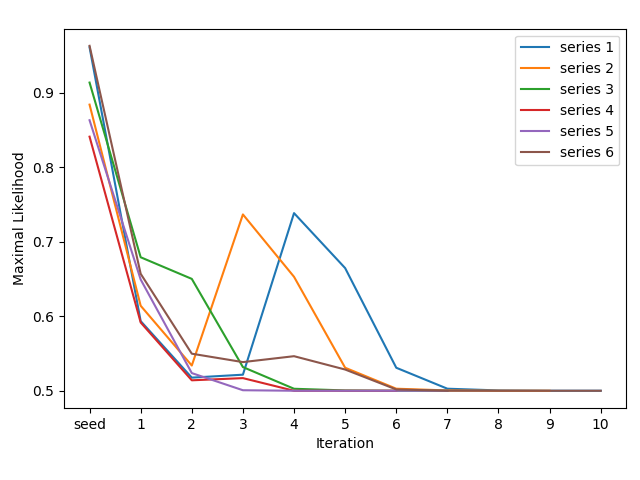 series 1
series 2
series 3
series 4
series 5
series 6
0.9
0.8
0.7
0.6
0.5
Maximal Likelihood
seed 1 2 3 4 5 6 7 8 9 10
Iteration